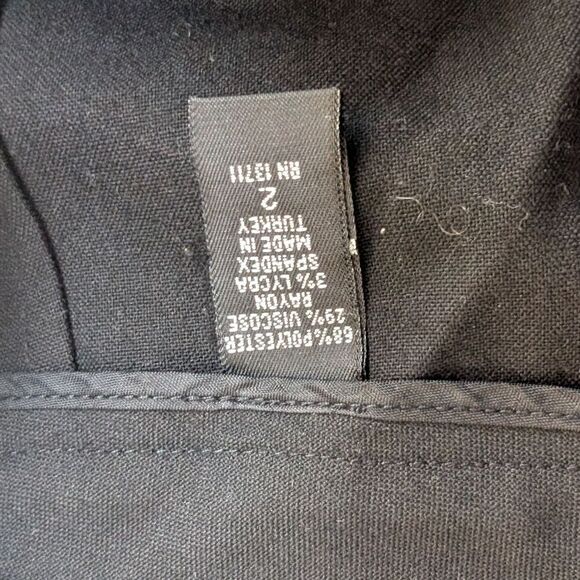 68%POLYESTER
29% VISCOSE
RAYON
3% LYCRA
SPANDEX
MADE IN
TURKEY
2
RN 13711